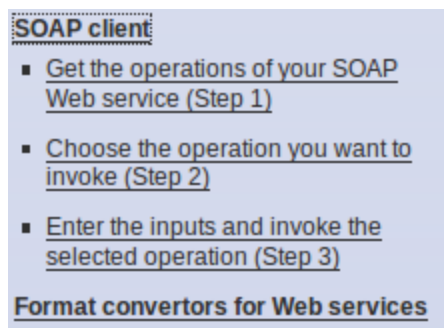 SOAP client
Get the operations of your SOAP
Web service (Step 1)
Choose the operation you want to
invoke (Step 2)
Enter the inputs and invoke the
selected operation (Step 3)
Format convertors for Web services